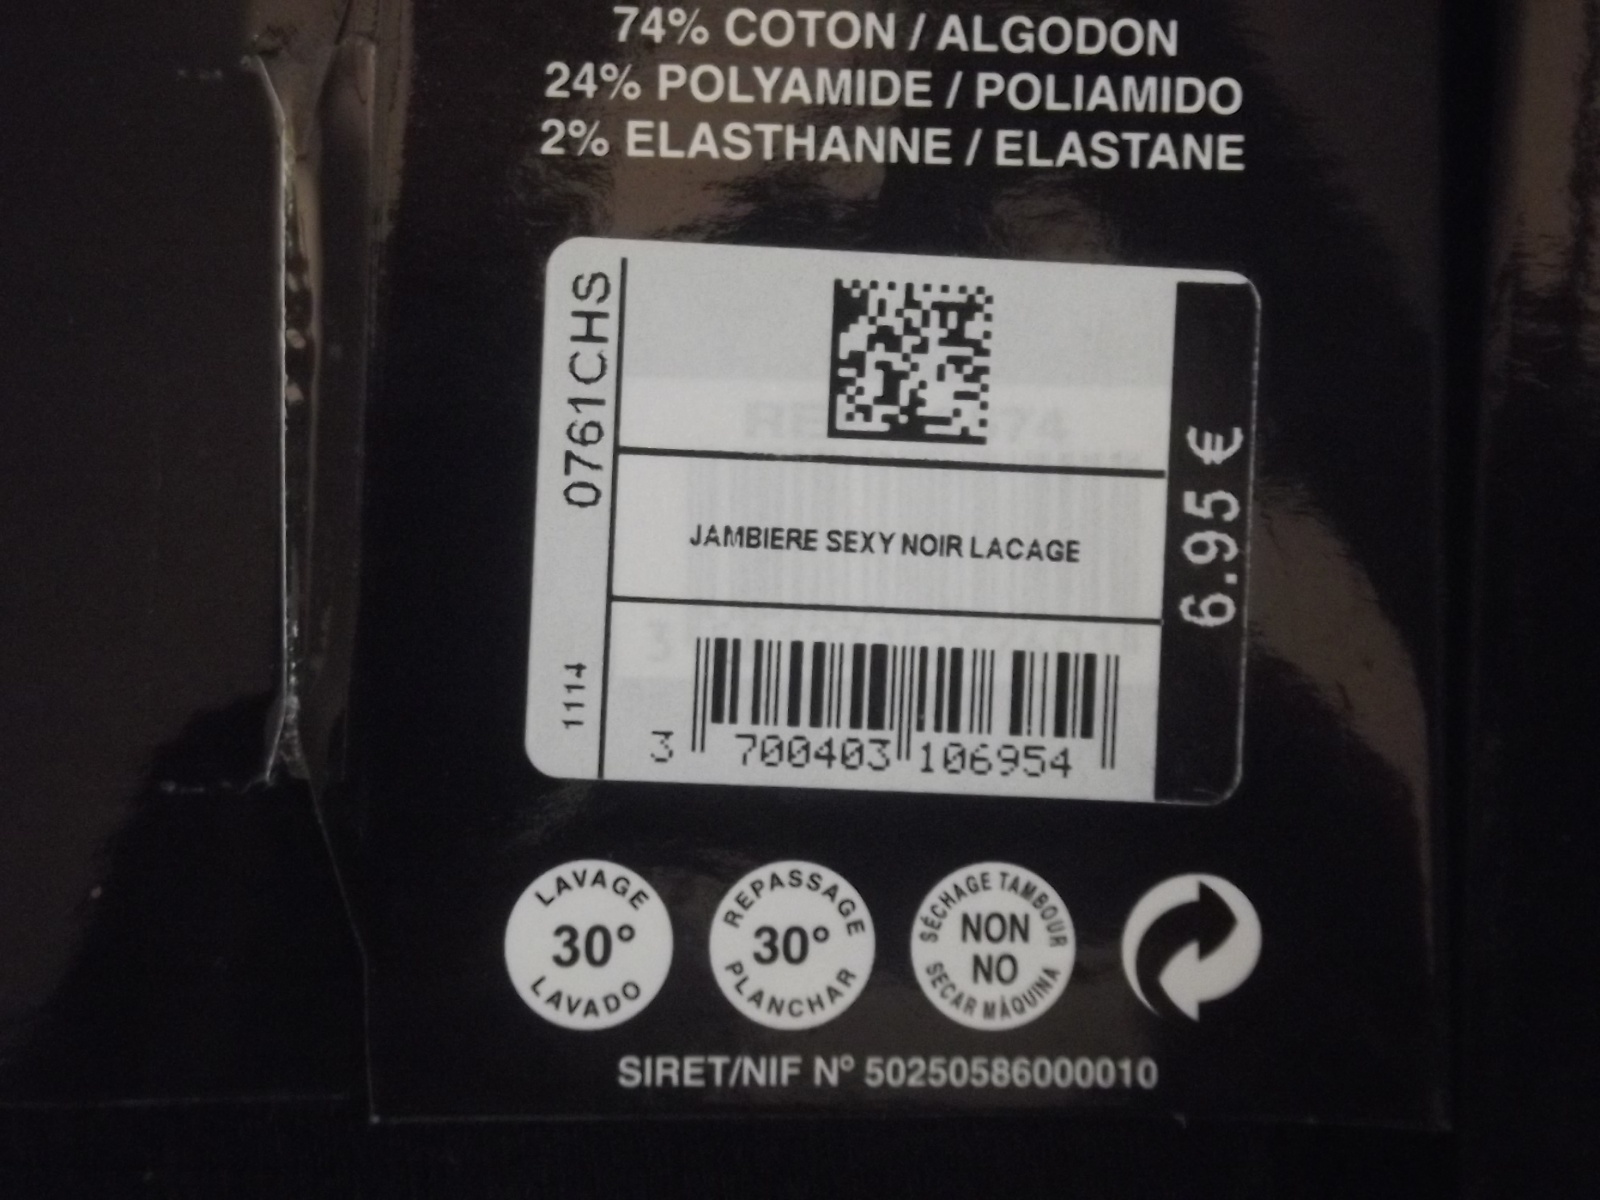 74% COTON / ALGODON
24% POLYAMIDE / POLIAMIDO
2% ELASTHANNE / ELASTANE
0761CHS
1114
JAMBIERE SEXY NOIR LACAGE
6.95 €
3 700403 106954
LAVAGE
30°
LAVADO
REPASSAGE
30°
PLANCHAR
SÉCHAGE TAMBOUR
NON
NO
SECAR MÁQUINA
SIRET/NIF Nº 50250586000010